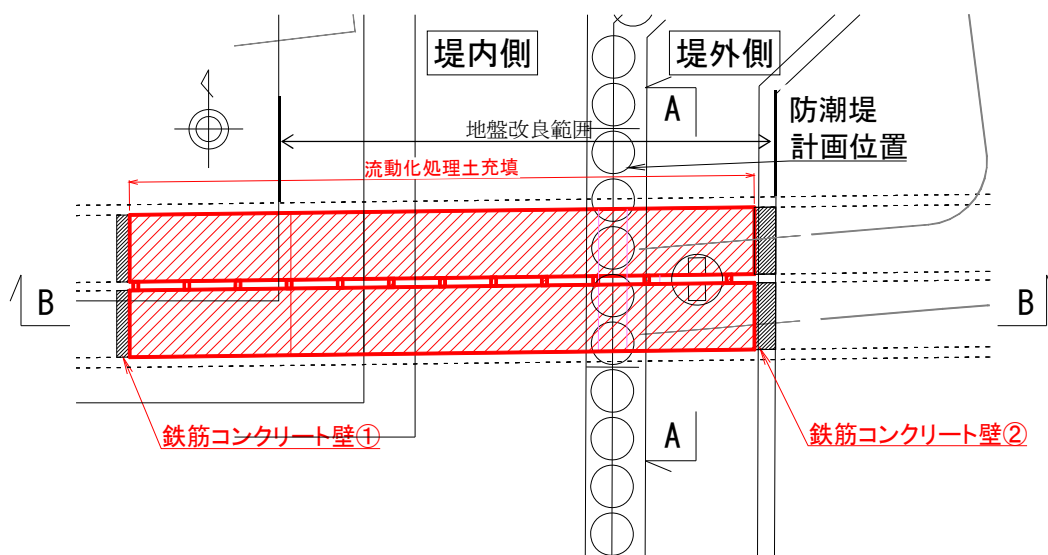 堤内側
堤外側
A
防潮堤
計画位置
地盤改良範囲
流動化処理土充填
B
B
鉄筋コンクリート壁①
A
鉄筋コンクリート壁②